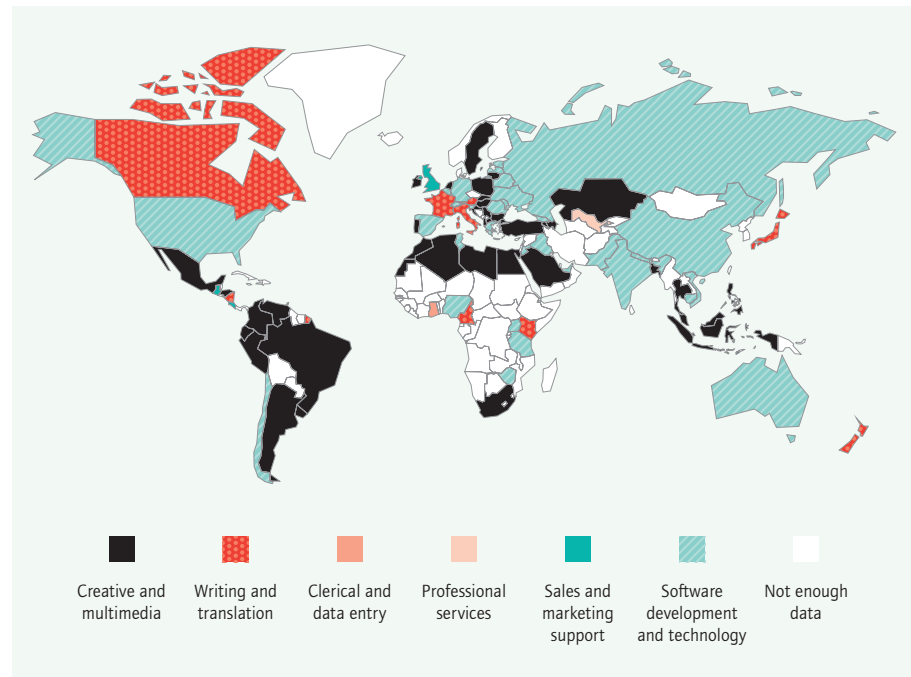 Creative and
multimedia
Writing and
translation
Clerical and
data entry
Professional
services
Sales and
marketing
support
Software
development
and technology
Not enough
data